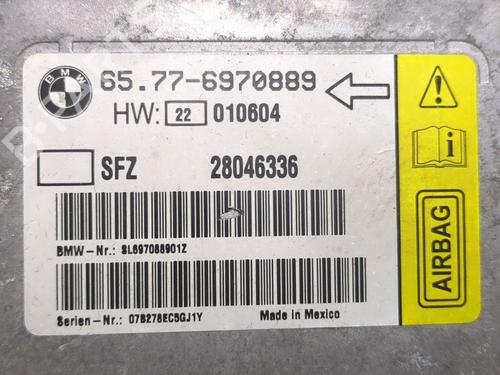 BMW
65.77-6970889
HW: 22 010604
SFZ 28046336
BMW-Nr.: SL697088901Z
Serien-Nr.: 07B278EC5GJ1Y Made in Mexico
AIRBAG